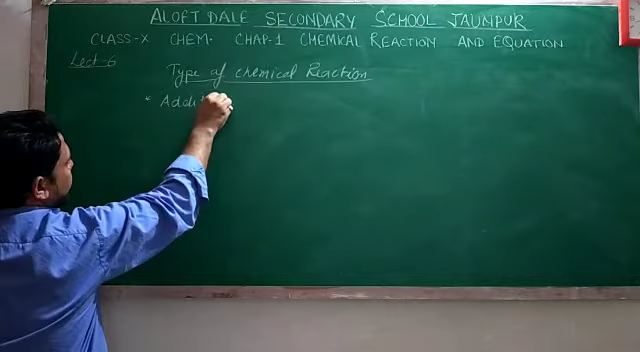 ALOFT DALE SECONDARY SCHOOL JAUNPUR
CLASS-X CHEM. CHAP-1 CHEMICAL REACTION AND EQUATION
Lect-6
Type of chemical Reaction
* Addit